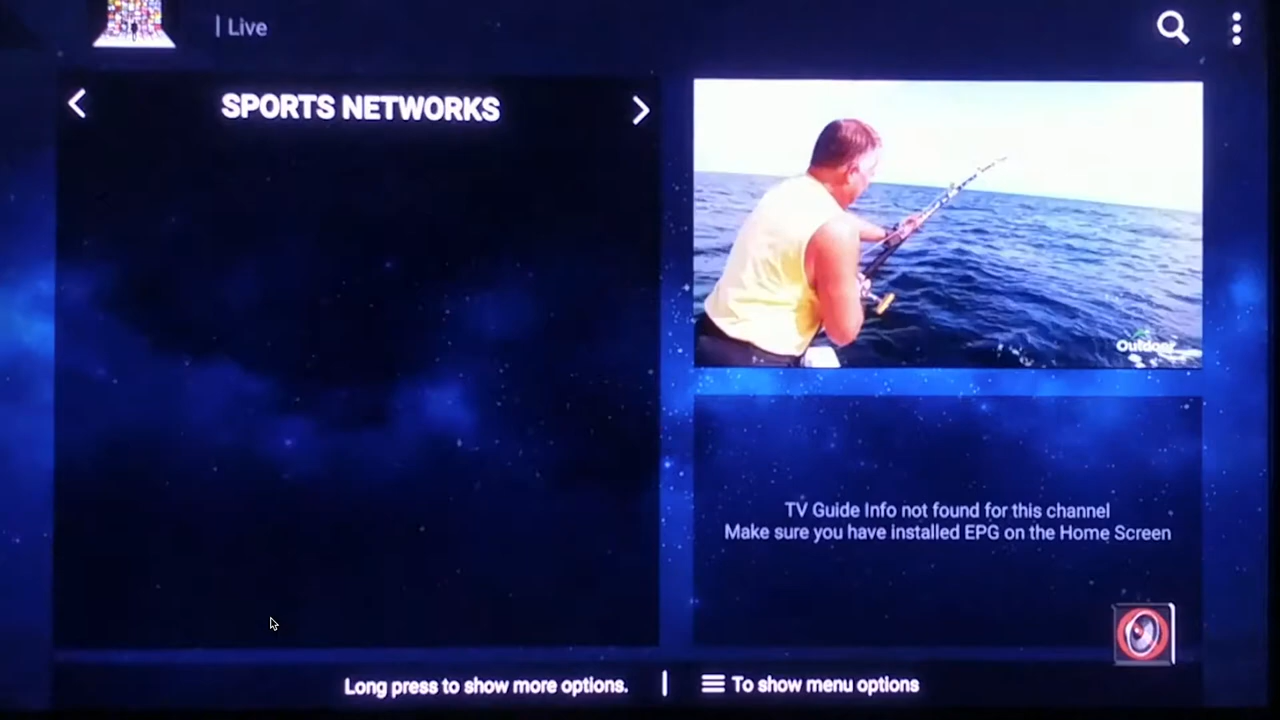 | Live
SPORTS NETWORKS
Outdoor
TV Guide Info not found for this channel
Make sure you have installed EPG on the Home Screen
Long press to show more options. | To show menu options